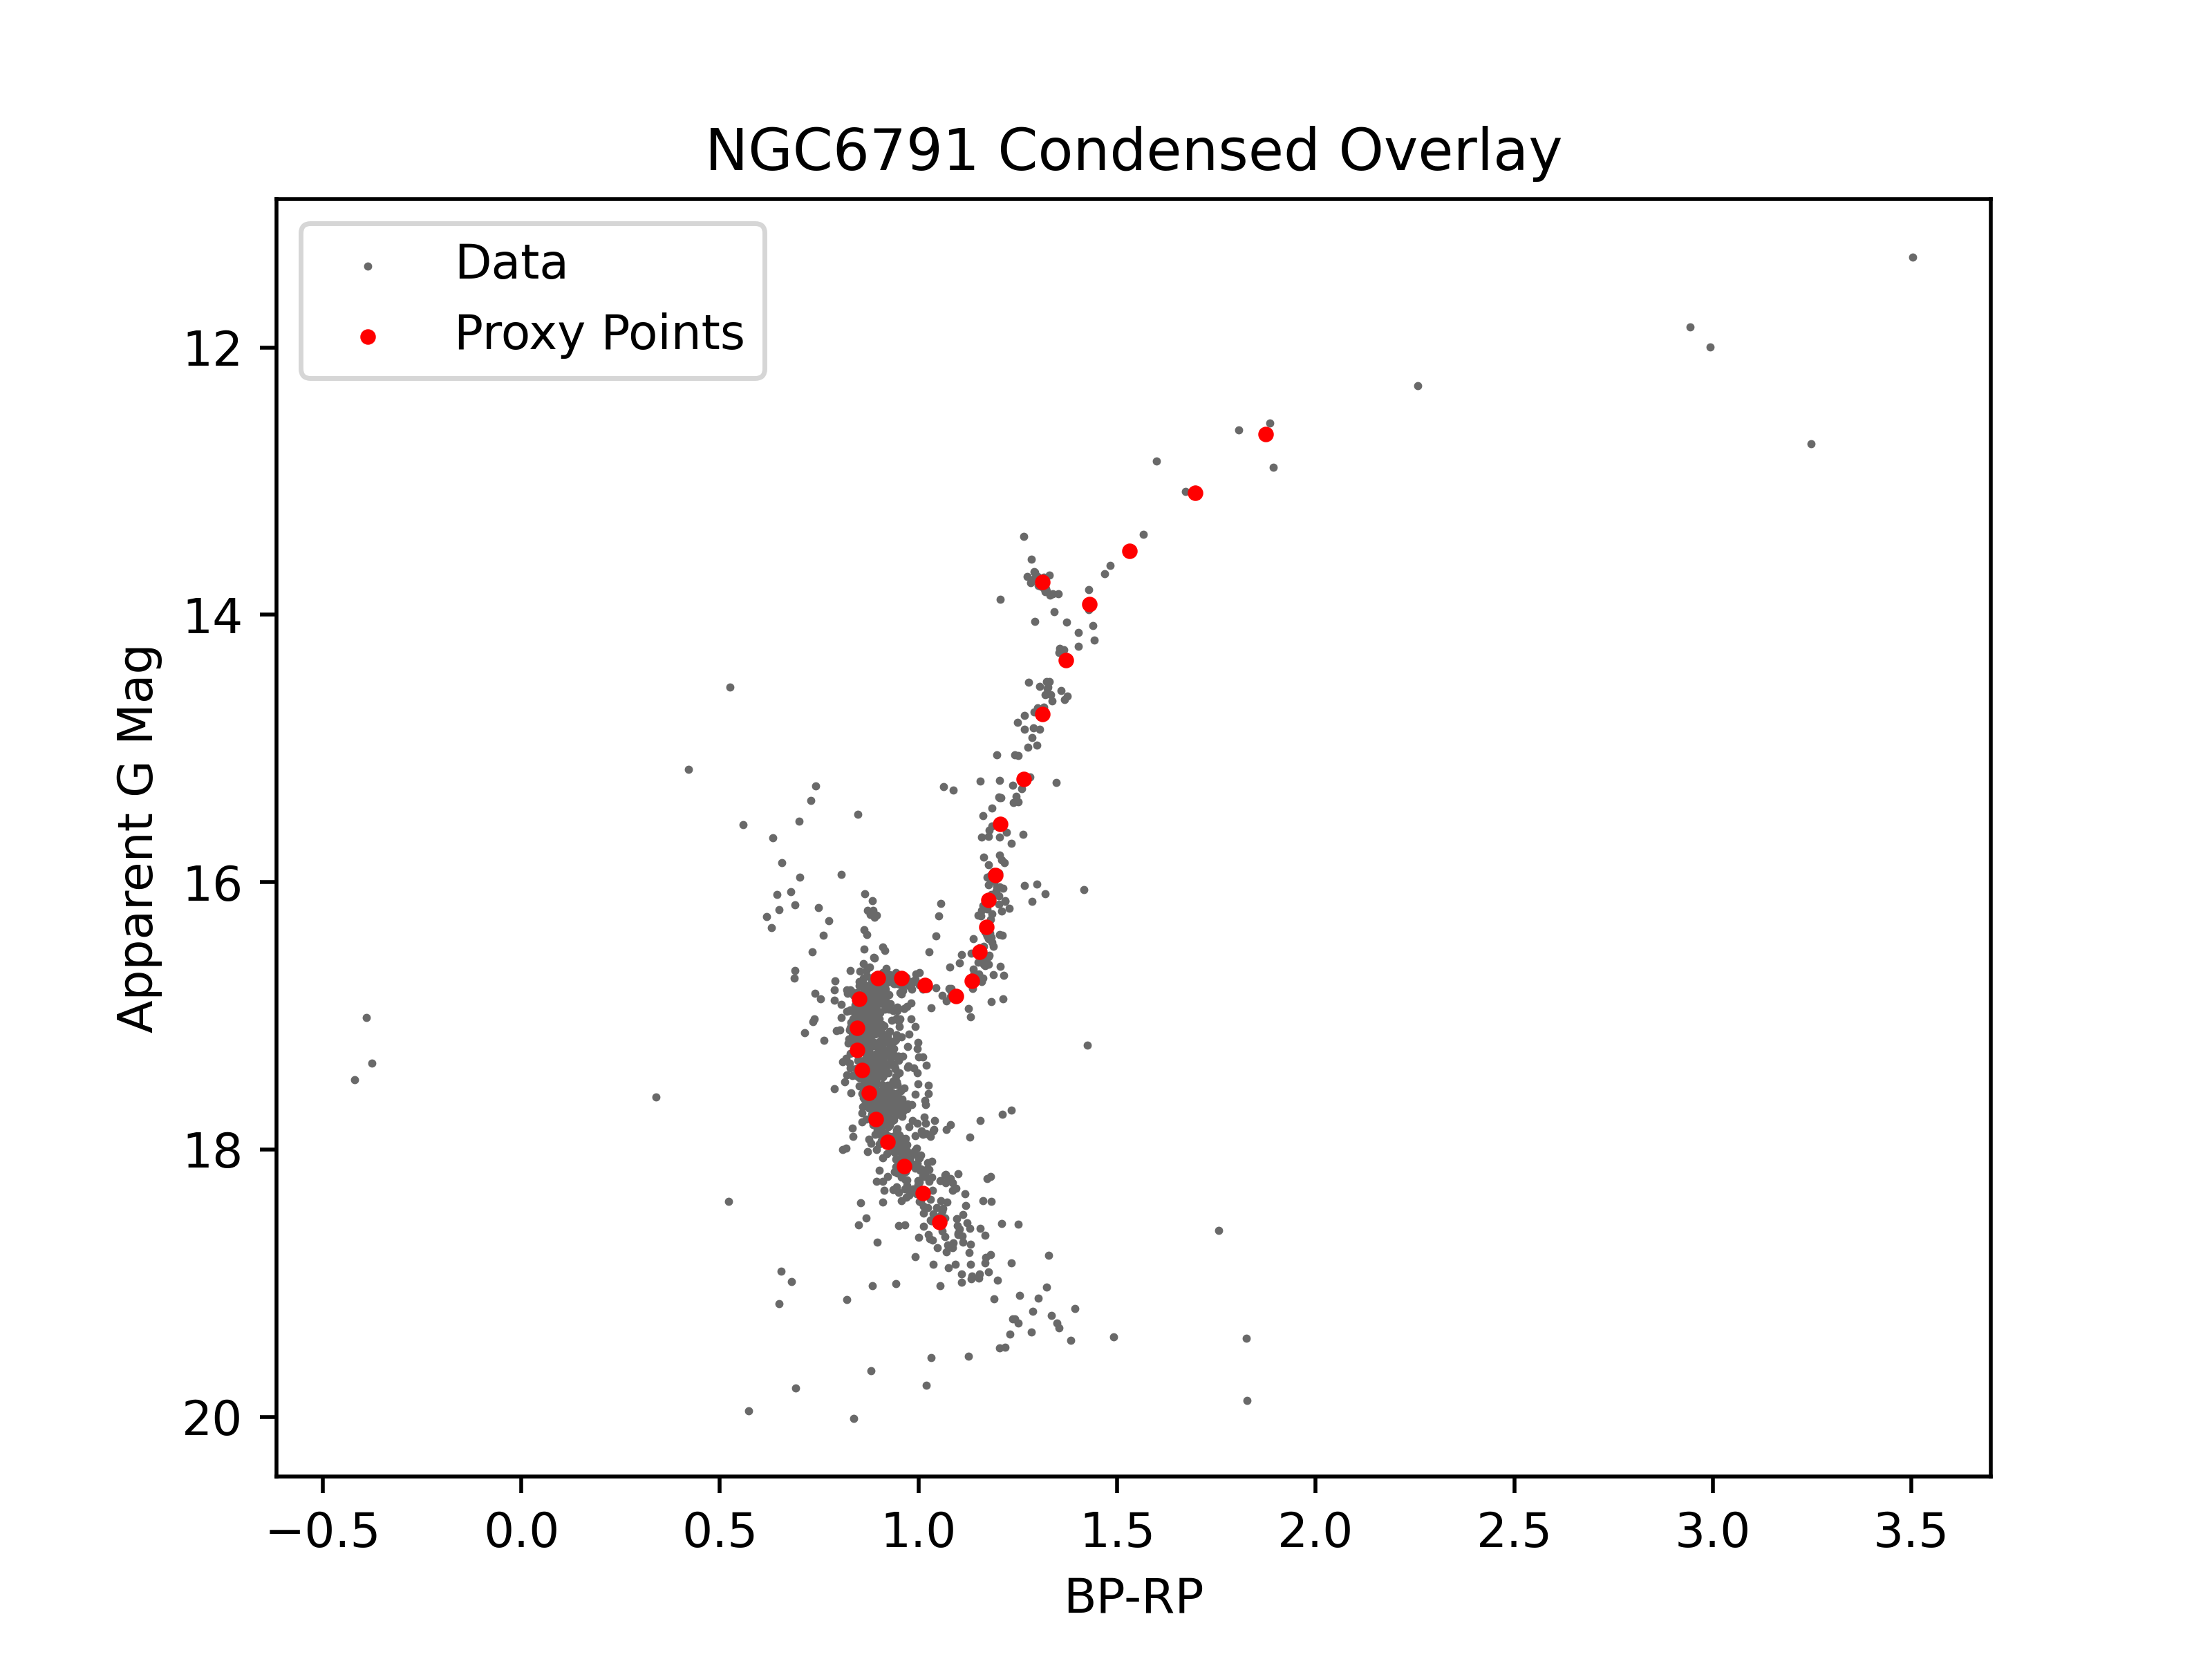 NGC6791 Condensed Overlay
Data
Proxy Points
12
14
16
18
20
Apparent G Mag
−0.5 0.0 0.5 1.0 1.5 2.0 2.5 3.0 3.5
BP-RP